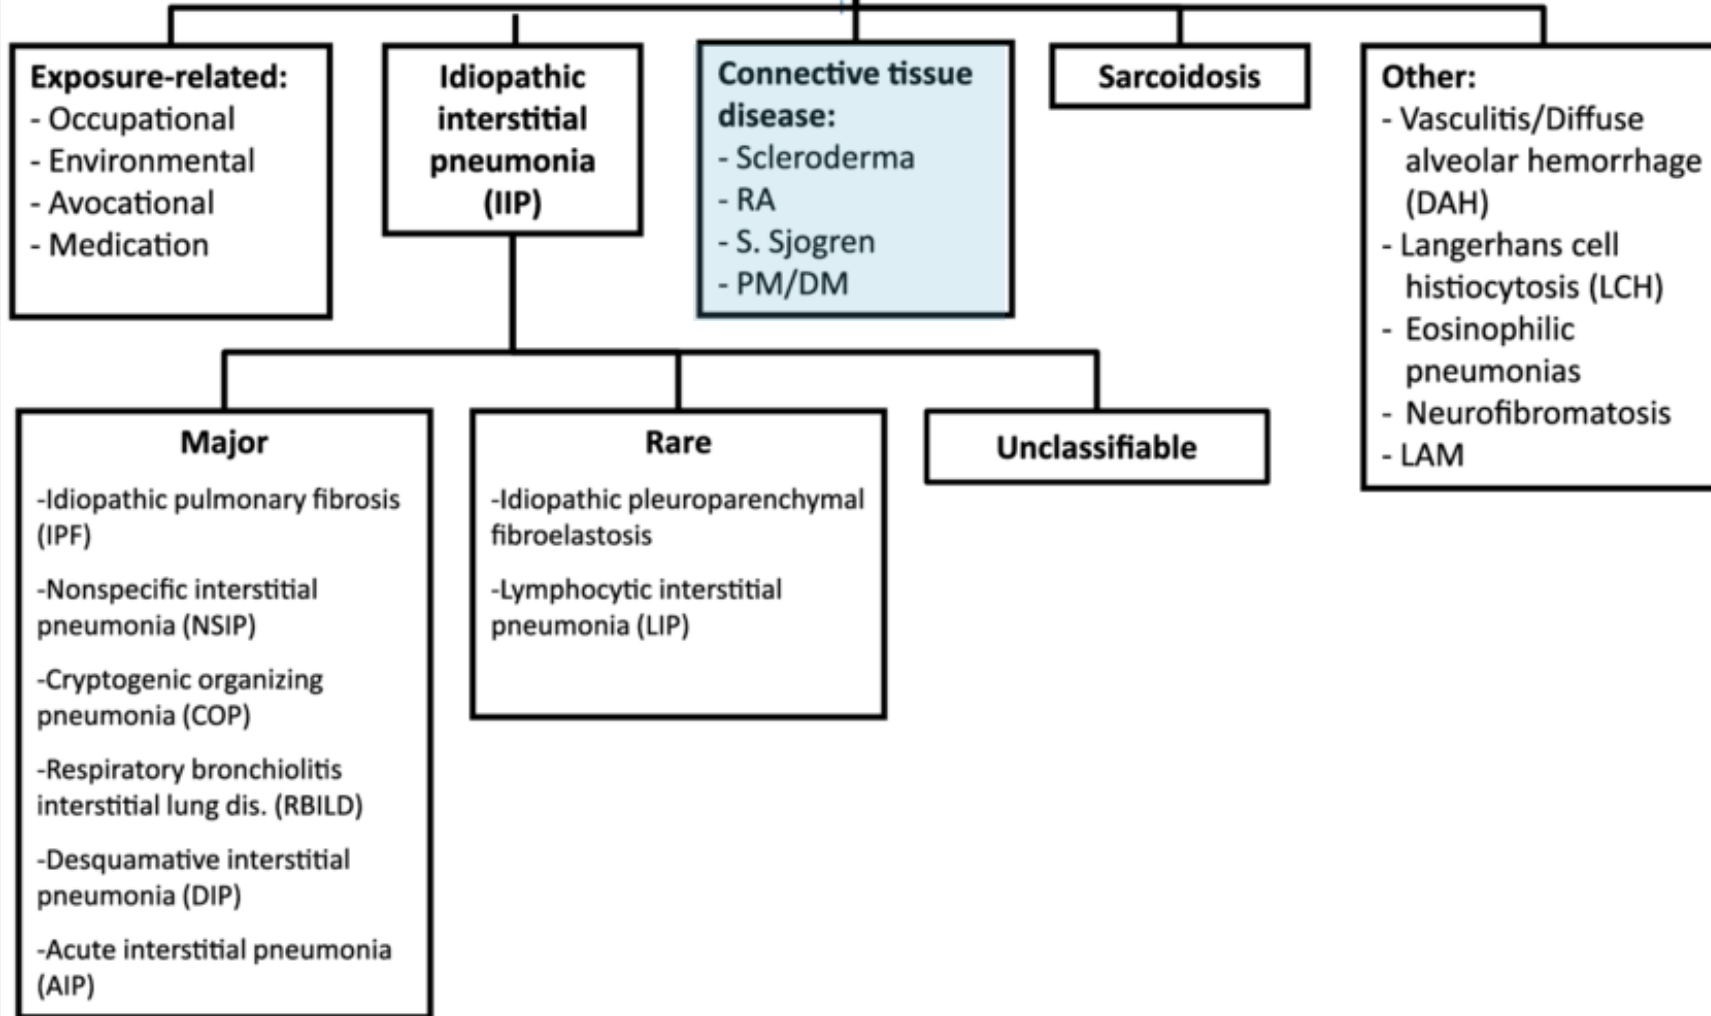 Exposure-related:
- Occupational
- Environmental
- Avocational
- Medication
Idiopathic
interstitial
pneumonia
(IIP)
Connective tissue
disease:
- Scleroderma
- RA
- S. Sjogren
- PM/DM
Sarcoidosis
Other:
- Vasculitis/Diffuse
alveolar hemorrhage
(DAH)
- Langerhans cell
histiocytosis (LCH)
- Eosinophilic
pneumonias
- Neurofibromatosis
- LAM
Major
-Idiopathic pulmonary fibrosis
(IPF)
-Nonspecific interstitial
pneumonia (NSIP)
-Cryptogenic organizing
pneumonia (COP)
-Respiratory bronchiolitis
interstitial lung dis. (RBILD)
-Desquamative interstitial
pneumonia (DIP)
-Acute interstitial pneumonia
(AIP)
Rare
-Idiopathic pleuroparenchymal
fibroelastosis
-Lymphocytic interstitial
pneumonia (LIP)
Unclassifiable